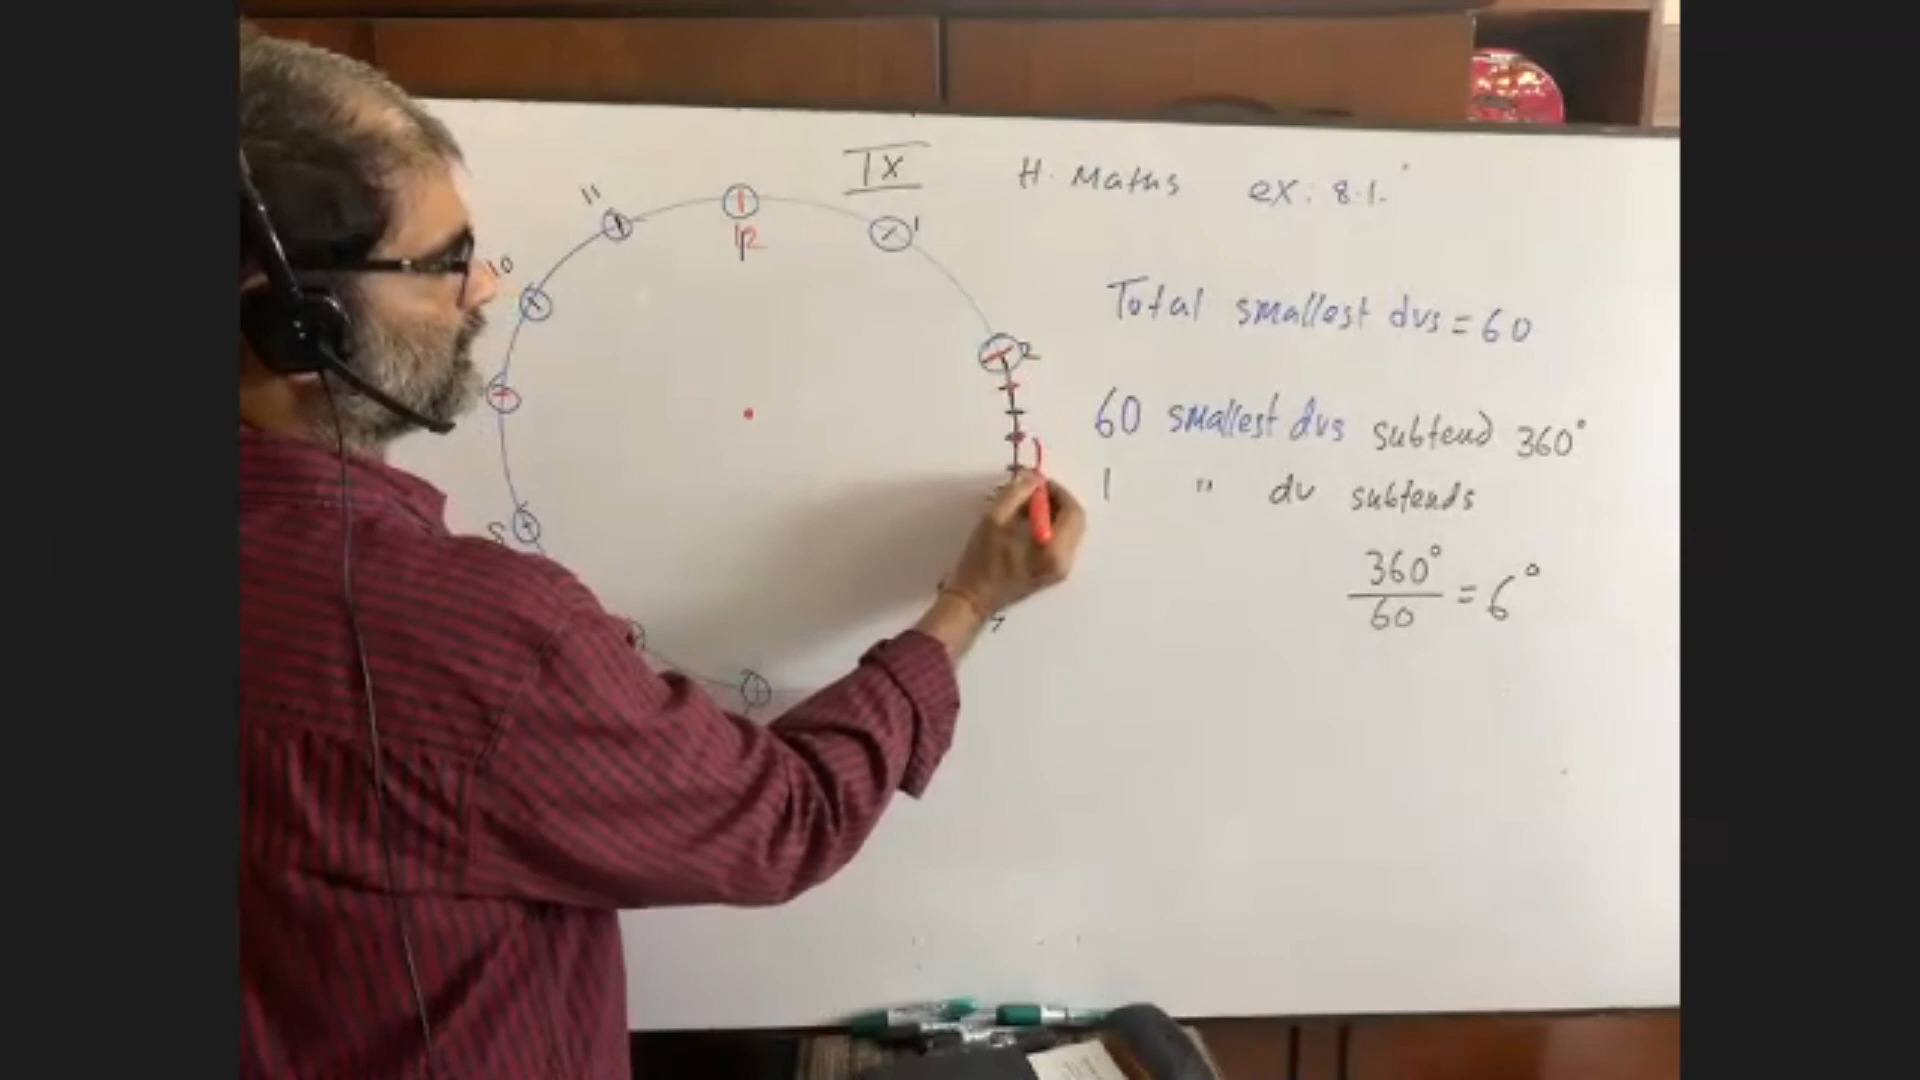 IX H. Maths ex: 8.1.
11
12
1
10
2
Total smallest dvs = 60
60 smallest dvs subtend 360°
1 " dv subtends
360°
60 = 6°